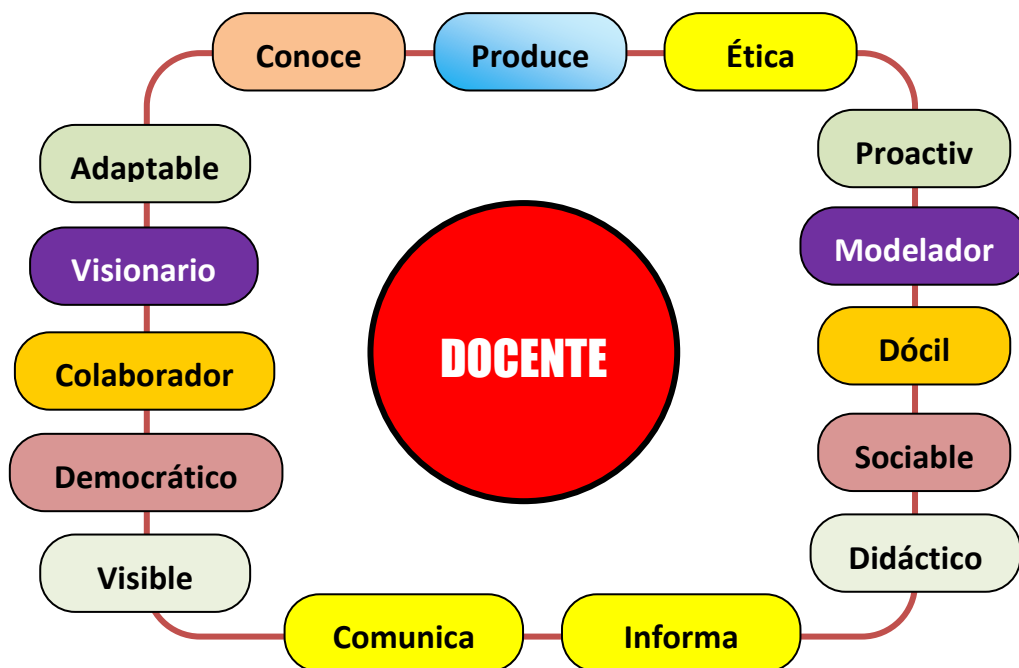 Conoce
Produce
Ética
Adaptable
Proactiv
Visionario
Modelador
DOCENTE
Colaborador
Dócil
Democrático
Sociable
Visible
Didáctico
Comunica
Informa